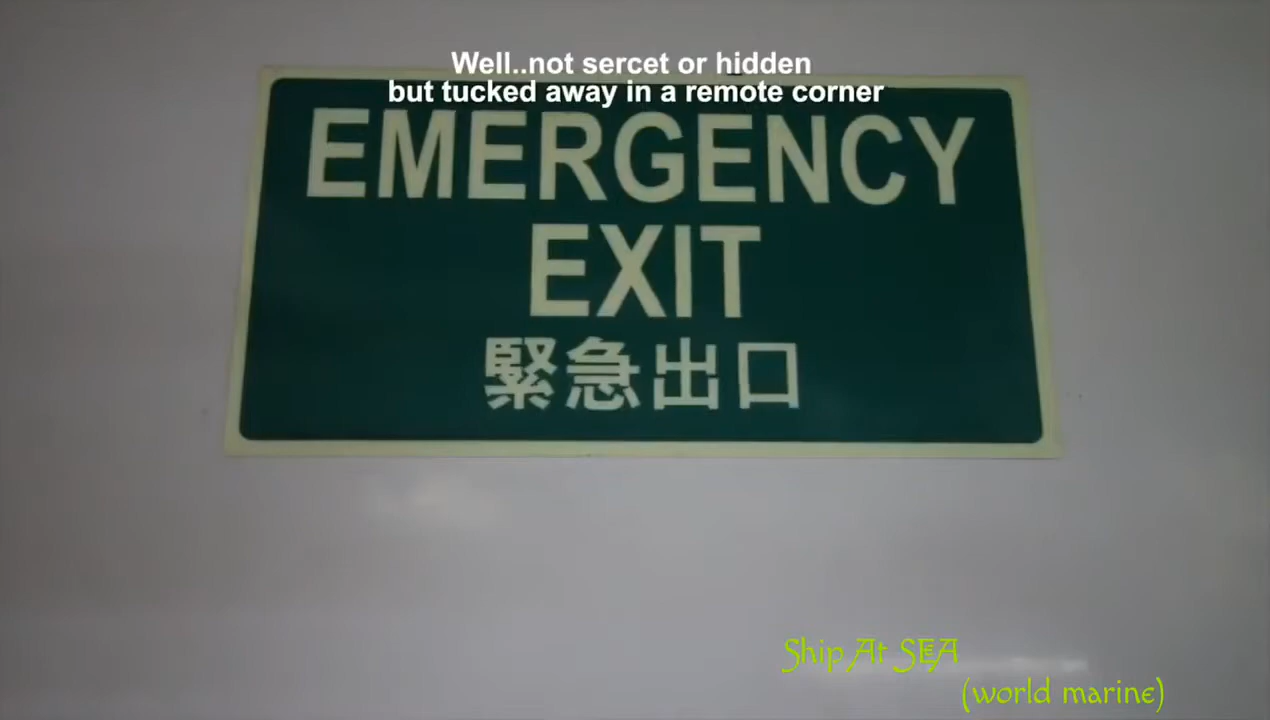 Well..not sercet or hidden
but tucked away in a remote corner
EMERGENCY
EXIT
緊急出口
Ship At SEA
(world marine)